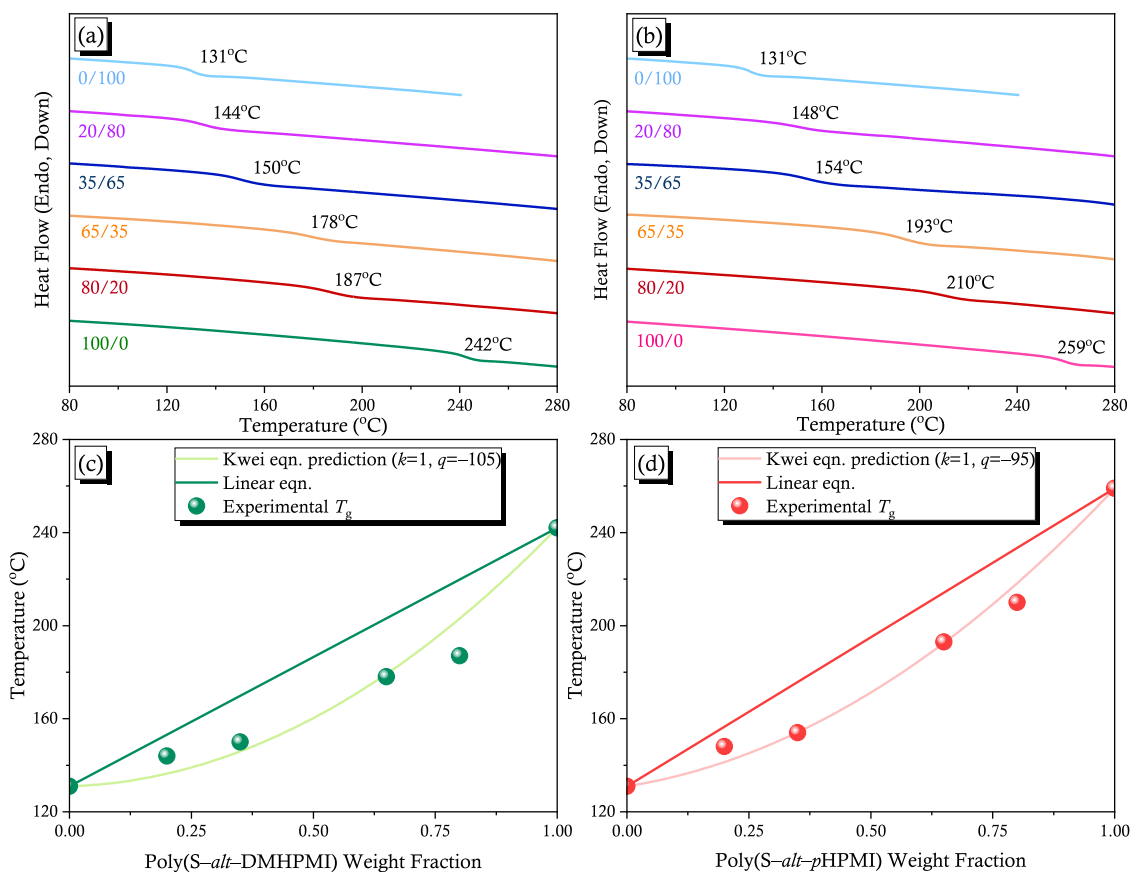 (a)
Heat Flow (Endo, Down)
131°C
0/100
144°C
20/80
150°C
35/65
178°C
65/35
187°C
80/20
242°C
100/0
80 120 160 200 240 280
Temperature (°C)
(b)
Heat Flow (Endo, Down)
131°C
0/100
148°C
20/80
154°C
35/65
193°C
65/35
210°C
80/20
259°C
100/0
80 120 160 200 240 280
Temperature (°C)
(c)
Kwei eqn. prediction (k=1, q=–105)
Linear eqn.
Experimental Tg
Temperature (°C)
280
240
200
160
120
0.00 0.25 0.50 0.75 1.00
Poly(S–alt–DMHPMI) Weight Fraction
(d)
Kwei eqn. prediction (k=1, q=–95)
Linear eqn.
Experimental Tg
Temperature (°C)
280
240
200
160
120
0.00 0.25 0.50 0.75 1.00
Poly(S–alt–pHPMI) Weight Fraction